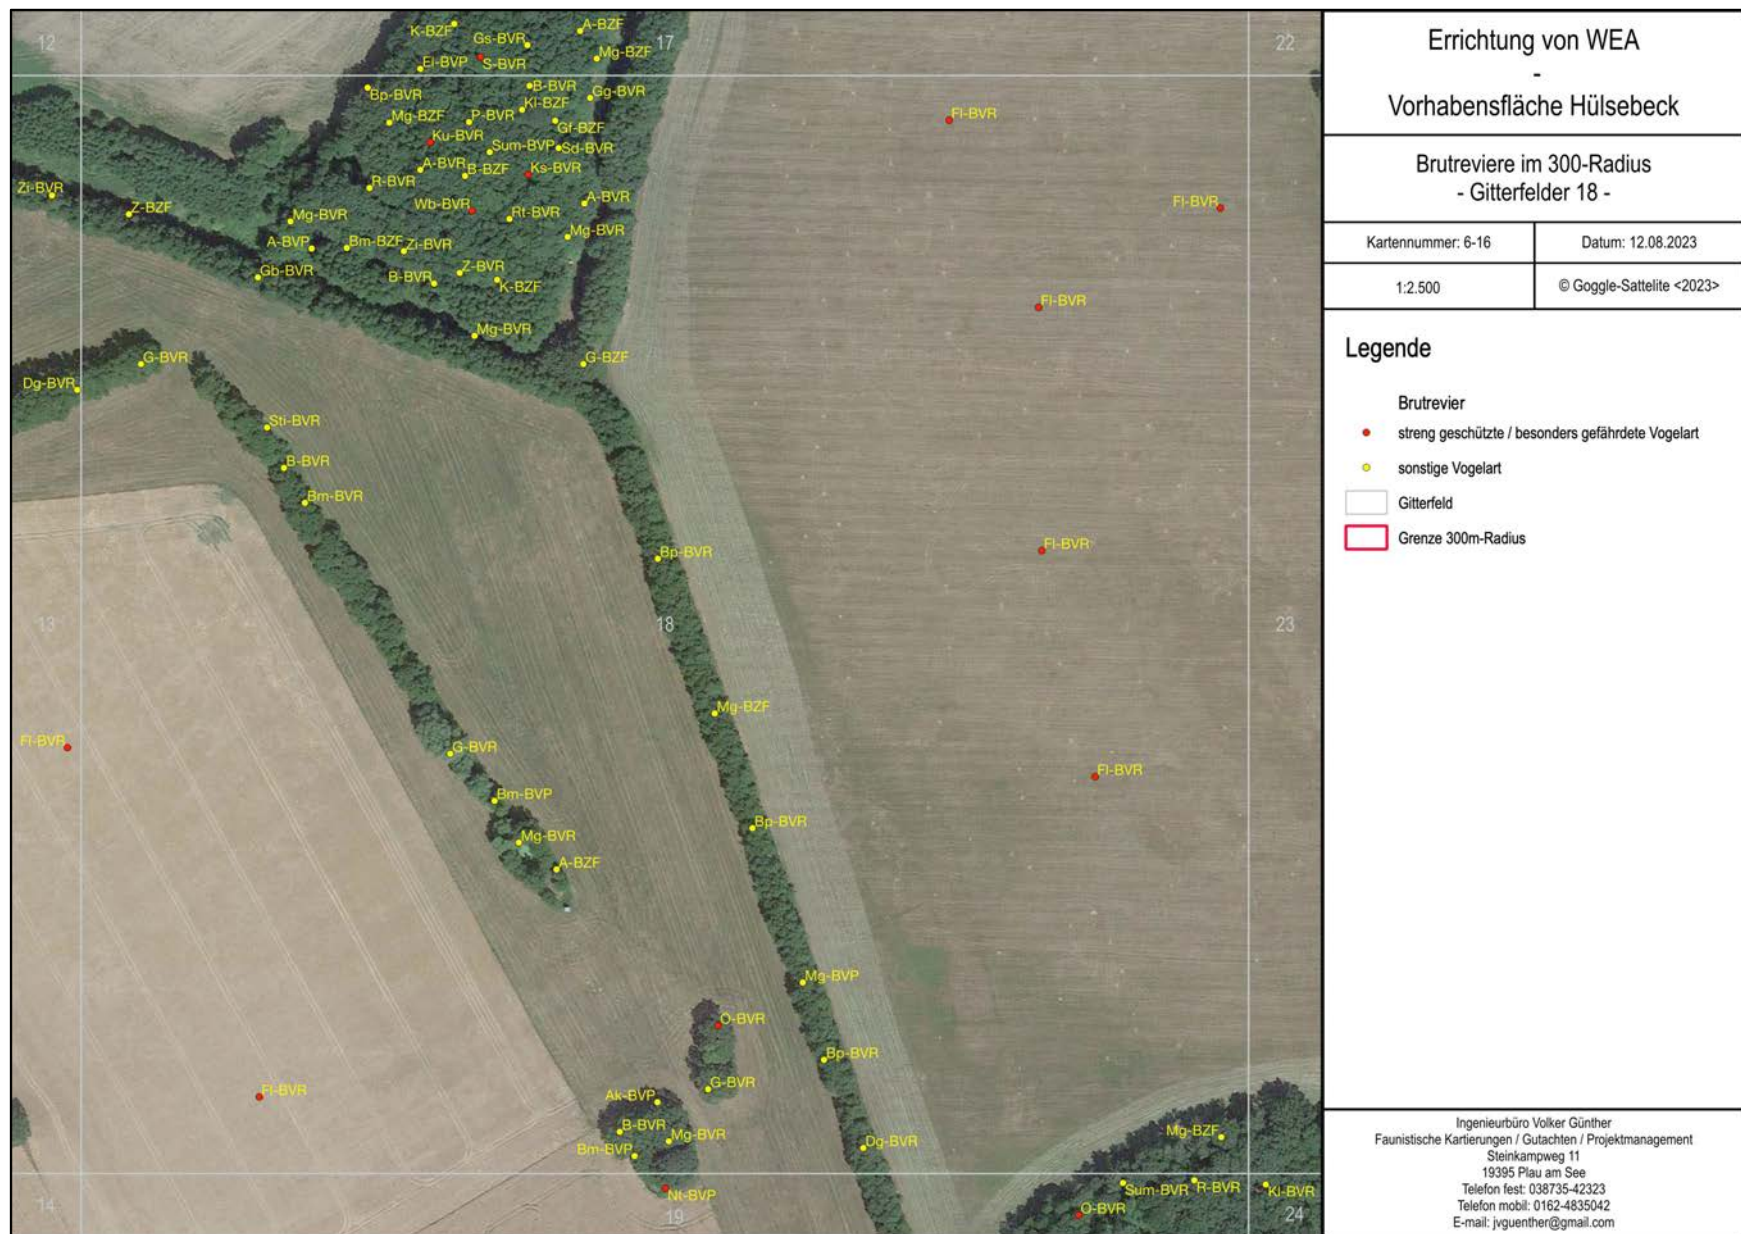 12
17
22
K-BZF
A-BZF
Gs-BVR
Mg-BZF
S-BVR
Ei-BVP
Bp-BVR
B-BVR
Gg-BVR
Kl-BZF
Mg-BZF
P-BVR
Gf-BZF
Fl-BVR
Ku-BVR
Sum-BVP
Sd-BVR
A-BVR
B-BZF
Ks-BVR
R-BVR
Zi-BVR
Z-BZF
A-BVR
Wb-BVR
Rt-BVR
Fl-BVR
Mg-BVR
Mg-BVR
A-BVP
Bm-BZF
Zi-BVR
Gb-BVR
Z-BVR
B-BVR
K-BZF
Fl-BVR
Mg-BVR
G-BVR
G-BZF
Dg-BVR
Sti-BVR
B-BVR
Bm-BVR
Fl-BVR
Bp-BVR
13
18
23
Mg-BZF
Fl-BVR
G-BVR
Fl-BVR
Bm-BVP
Bp-BVR
Mg-BVR
A-BZF
Mg-BVP
O-BVR
Bp-BVR
G-BVR
Fl-BVR
Ak-BVP
B-BVR
Mg-BVR
Mg-BZF
Dg-BVR
Bm-BVP
Sum-BVR
R-BVR
Kl-BVR
Nt-BVP
O-BVR
14
19
24
Errichtung von WEA
-
Vorhabensfläche Hülsebeck
Brutreviere im 300-Radius
- Gitterfelder 18 -
Kartennummer: 6-16
Datum: 12.08.2023
1:2.500
© Goggle-Sattelite <2023>
Legende
Brutrevier
streng geschützte / besonders gefährdete Vogelart
sonstige Vogelart
Gitterfeld
Grenze 300m-Radius
Ingenieurbüro Volker Günther
Faunistische Kartierungen / Gutachten / Projektmanagement
Steinkampweg 11
19395 Plau am See
Telefon fest: 038735-42323
Telefon mobil: 0162-4835042
E-mail: jvguenther@gmail.com